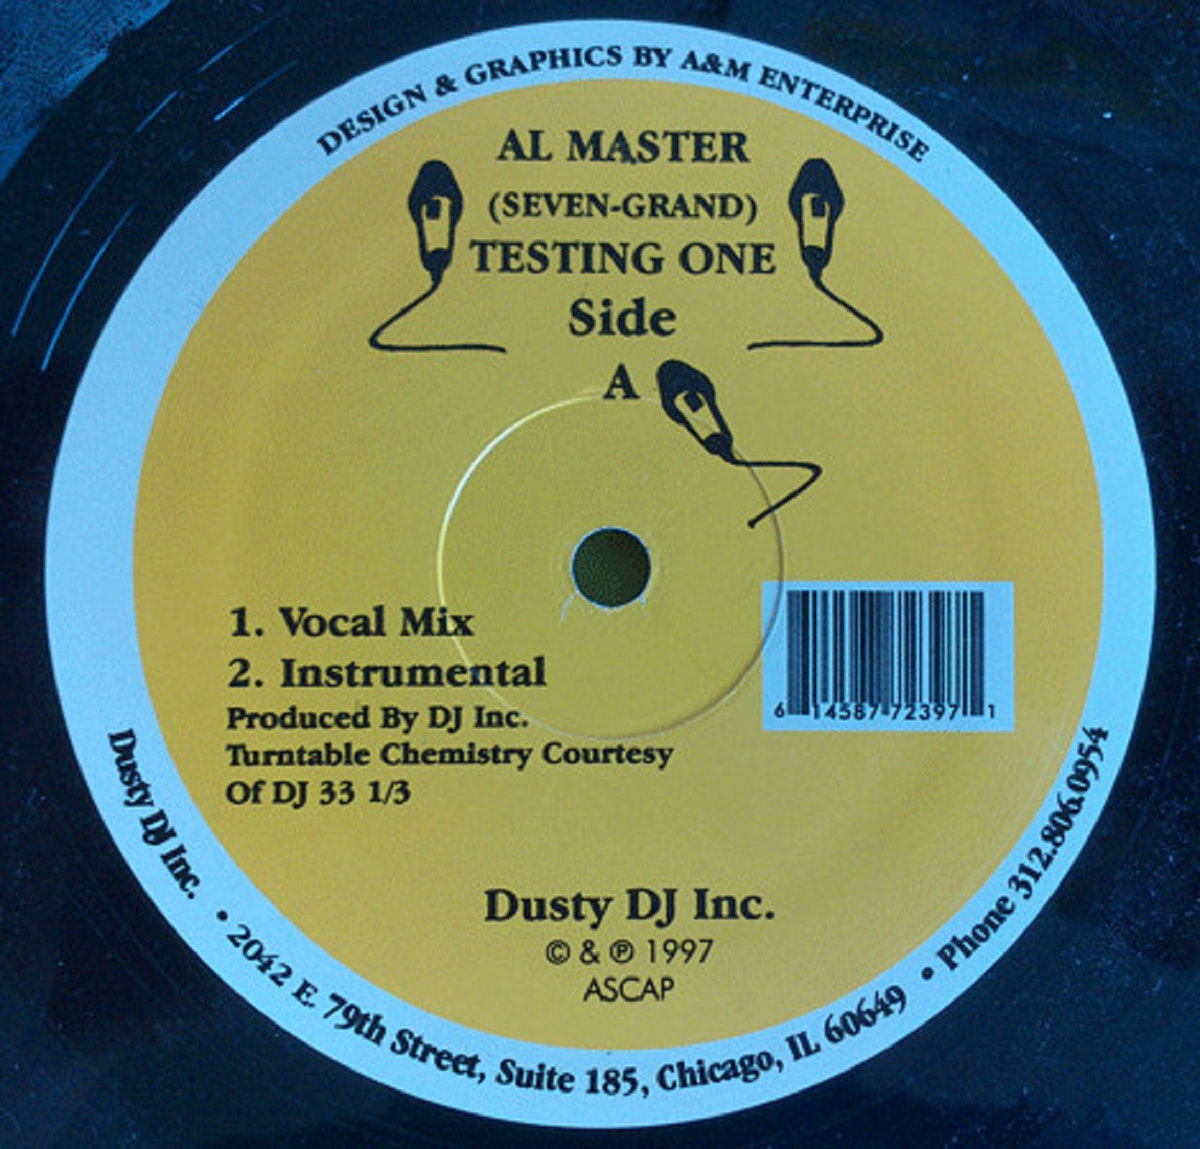 DESIGN & GRAPHICS BY A&M ENTERPRISE
AL MASTER
(SEVEN-GRAND)
TESTING ONE
Side
A
1. Vocal Mix
2. Instrumental
Produced By DJ Inc.
Turntable Chemistry Courtesy
Of DJ 33 1/3
6 14587 72397 1
Dusty DJ Inc.
© & ℗ 1997
ASCAP
Dusty DJ Inc. • 2042 E. 79th Street, Suite 185, Chicago, IL 60649 • Phone 312.806.0954